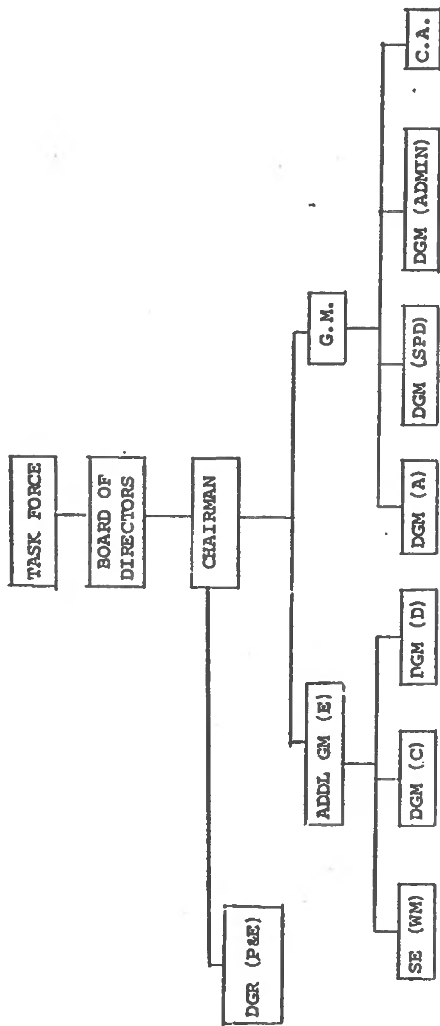 TASK FORCE
BOARD OF
DIRECTORS
CHAIRMAN
DGR (P&E)
ADDL GM (E)
G.M.
SE (WM)
DGM (C)
DGM (D)
DGM (A)
DGM (SPD)
DGM (ADMIN)
C.A.